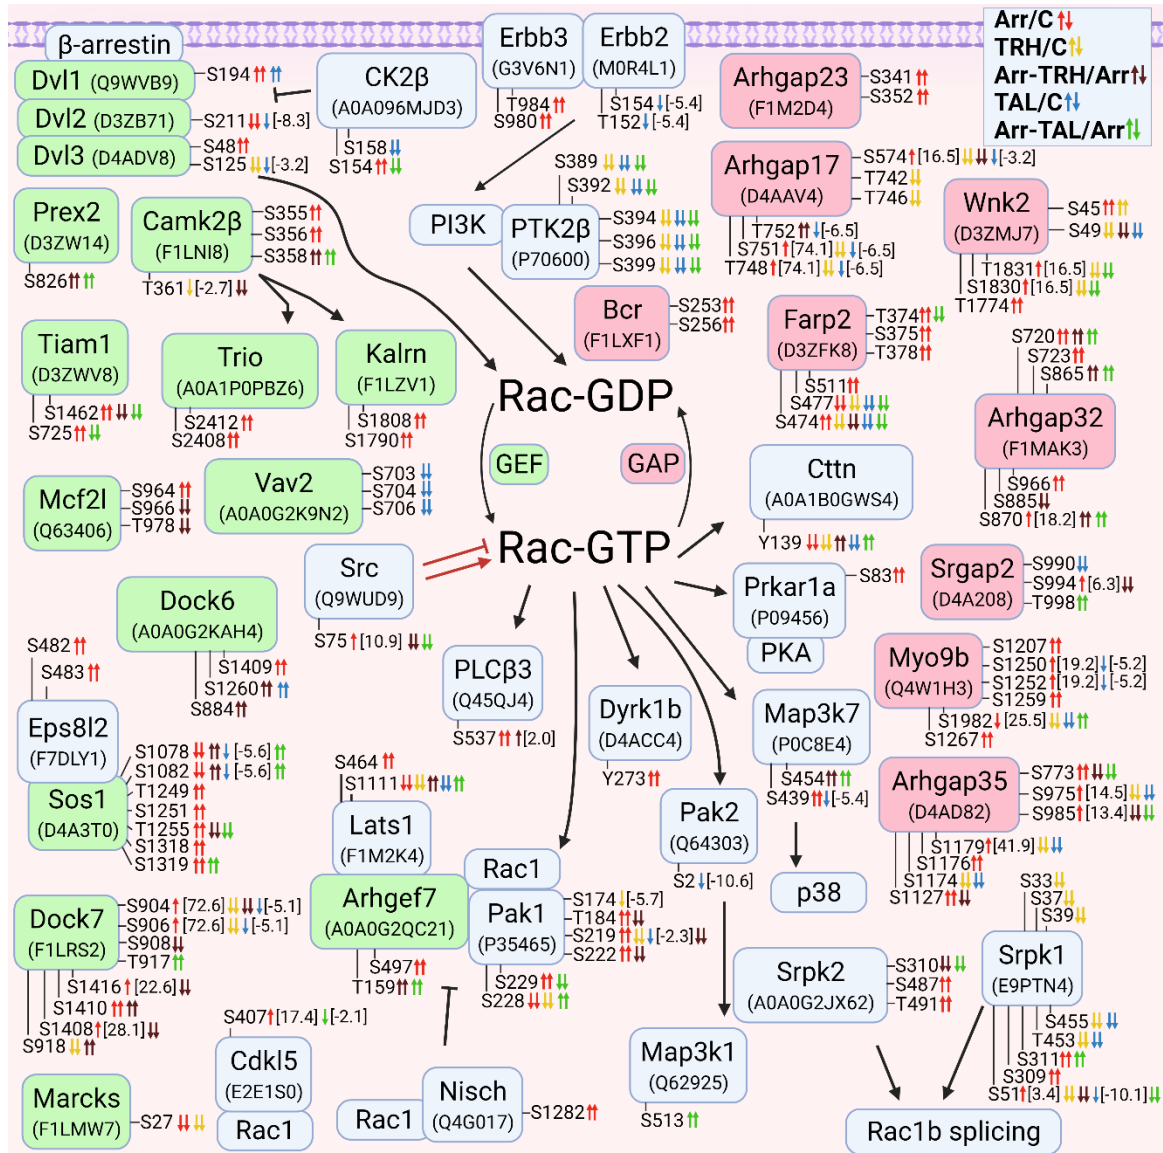 β-arrestin
Dvl1 (Q9WVB9)
S194 ↑↑ ↑↑
Dvl2 (D3ZB71)
S211 ↓↓ ↓[-8.3]
Dvl3 (D4ADV8)
S48 ↑↑
S125 ↓↓ ↓[-3.2]
CK2β
(A0A096MJD3)
S158 ↓↓
S154 ↑↑ ↓↓
Erbb3
(G3V6N1)
T984 ↑↑
S980 ↑↑
Erbb2
(M0R4L1)
S154 ↓[-5.4]
T152 ↓[-5.4]
Arhgap23
(F1M2D4)
S341 ↑↑
S352 ↑↑
Arr/C ↑↓
TRH/C ↑↓
Arr-TRH/Arr ↑↓
TAL/C ↑↓
Arr-TAL/Arr ↑↓
Prex2
(D3ZW14)
S826 ↑↑ ↑↑
Camk2β
(F1LNI8)
S355 ↑↑
S356 ↑↑
S358 ↑↑ ↑↑
T361 ↓[-2.7] ↓↓
PI3K
PTK2β
(P70600)
S389 ↓↓ ↓↓ ↓↓
S392 ↓↓ ↓↓ ↓↓
S394 ↓↓ ↓↓ ↓↓
S396 ↓↓ ↓↓ ↓↓
S399 ↓↓ ↓↓ ↓↓
Arhgap17
(D4AAV4)
S574 ↑[16.5] ↓↓ ↓↓ ↓[-3.2]
T742 ↓↓
T746 ↓↓
T752 ↑↑ ↓[-6.5]
S751 ↑[74.1] ↓↓ ↓[-6.5]
T748 ↑[74.1] ↓↓ ↓[-6.5]
Wnk2
(D3ZMJ7)
S45 ↑↑ ↑↑
S49 ↓↓ ↓↓ ↓↓
T1831 ↑[16.5] ↓↓ ↓↓
S1830 ↑[16.5] ↓↓ ↓↓
T1774 ↑↑
Tiam1
(D3ZWV8)
S1462 ↑↑ ↓↓ ↓↓
S725 ↑↑ ↓↓
Trio
(A0A1P0PBZ6)
S2412 ↑↑
S2408 ↑↑
Kalrn
(F1LZV1)
S1808 ↑↑
S1790 ↑↑
Bcr
(F1LXF1)
S253 ↑↑
S256 ↑↑
Farp2
(D3ZFK8)
T374 ↑↑ ↓↓
S375 ↑↑
T378 ↑↑
S511 ↑↑
S477 ↓↓ ↓↓ ↓↓ ↓↓
S474 ↑↑ ↓↓ ↓↓ ↓↓ ↓↓
S720 ↑↑ ↑↑ ↑↑
S723 ↑↑
S865 ↑↑ ↑↑
Arhgap32
(F1MAK3)
S966 ↑↑
S885 ↓↓
S870 ↑[18.2] ↑↑ ↑↑
Rac-GDP
GEF
GAP
Rac-GTP
Mcf2l
(Q63406)
S964 ↑↑
S966 ↓↓
T978 ↓↓
Vav2
(A0A0G2K9N2)
S703 ↓↓
S704 ↓↓
S706 ↓↓
Cttn
(A0A1B0GWS4)
Y139 ↓↓ ↓↓ ↑↑ ↓↓ ↑↑
Src
(Q9WUD9)
S75 ↑[10.9] ↓↓ ↓↓
Prkar1a
(P09456)
S83 ↑↑
PKA
Srgap2
(D4A208)
S990 ↓↓
S994 ↑[6.3] ↓↓
T998 ↑↑
Dock6
(A0A0G2KAH4)
S1409 ↑↑
S1260 ↑↑ ↑↑
S884 ↑↑
S482 ↑↑
S483 ↑↑
Eps8l2
(F7DLY1)
Sos1
(D4A3T0)
S1078 ↓↓ ↑↑ ↓[-5.6] ↑↑
S1082 ↓↓ ↑↑ ↓[-5.6] ↑↑
T1249 ↑↑
S1251 ↑↑
T1255 ↑↑ ↓↓ ↓↓
S1318 ↑↑
S1319 ↑↑ ↑↑
PLCβ3
(Q45QJ4)
S537 ↑↑ ↑[2.0]
Dyrk1b
(D4ACC4)
Y273 ↑↑
Map3k7
(P0C8E4)
S454 ↑↑ ↑↑
S439 ↑↑ ↓[-5.4]
p38
Myo9b
(Q4W1H3)
S1207 ↑↑
S1250 ↑[19.2] ↓[-5.2]
S1252 ↑[19.2] ↓[-5.2]
S1259 ↑↑
S1982 ↓[25.5] ↓↓ ↓↓ ↑↑
S1267 ↑↑
Arhgap35
(D4AD82)
S773 ↑↑ ↓↓ ↓↓
S975 ↑[14.5] ↓↓ ↓↓
S985 ↑[13.4] ↓↓ ↓↓
S1179 ↑[41.9] ↓↓ ↓↓
S1176 ↑↑
S1174 ↓↓ ↓↓
S1127 ↑↑ ↓↓
S464 ↑↑
S1111 ↓↓ ↓↓ ↑↑ ↓↓ ↑↑
Lats1
(F1M2K4)
Arhgef7
(A0A0G2QC21)
S497 ↑↑
T159 ↑↑ ↑↑
Rac1
Pak1
(P35465)
S174 ↓[-5.7]
T184 ↑↑ ↓↓
S219 ↑↑ ↓↓ ↓[-2.3] ↓↓
S222 ↑↑ ↓↓
S229 ↑↑ ↓↓
S228 ↓↓ ↓↓ ↑↑
Pak2
(Q64303)
S2 ↓[-10.6]
Dock7
(F1LRS2)
S904 ↑[72.6] ↓↓ ↓↓ ↓[-5.1]
S906 ↑[72.6] ↓↓ ↓[-5.1]
S908 ↓↓
T917 ↑↑
S1416 ↑[22.6] ↓↓
S1410 ↑↑ ↑↑
S1408 ↑[28.1] ↓↓
S918 ↓↓ ↑↑
Srpk2
(A0A0G2JX62)
S310 ↓↓ ↓↓
S487 ↑↑
T491 ↑↑
S33 ↓↓
S37 ↓↓
S39 ↓↓
Srpk1
(E9PTN4)
S455 ↓↓ ↓↓
T453 ↓↓ ↓↓
S311 ↑↑ ↑↑
S309 ↑↑
S51 ↑[3.4] ↓↓ ↓↓ ↓[-10.1] ↓↓
S407 ↑[17.4] ↓[-2.1]
Cdkl5
(E2E1S0)
Rac1
Marcks
(F1LMW7)
S27 ↓↓ ↓↓
Rac1
Nisch
(Q4G017)
S1282 ↑↑
Map3k1
(Q62925)
S513 ↑↑
Rac1b splicing